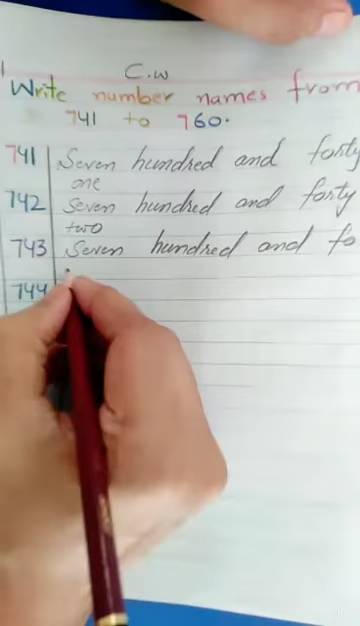 C.W
Write number names from
741 to 760.
741 Seven hundred and forty
one
742 Seven hundred and forty
two
743 Seven hundred and fo
744